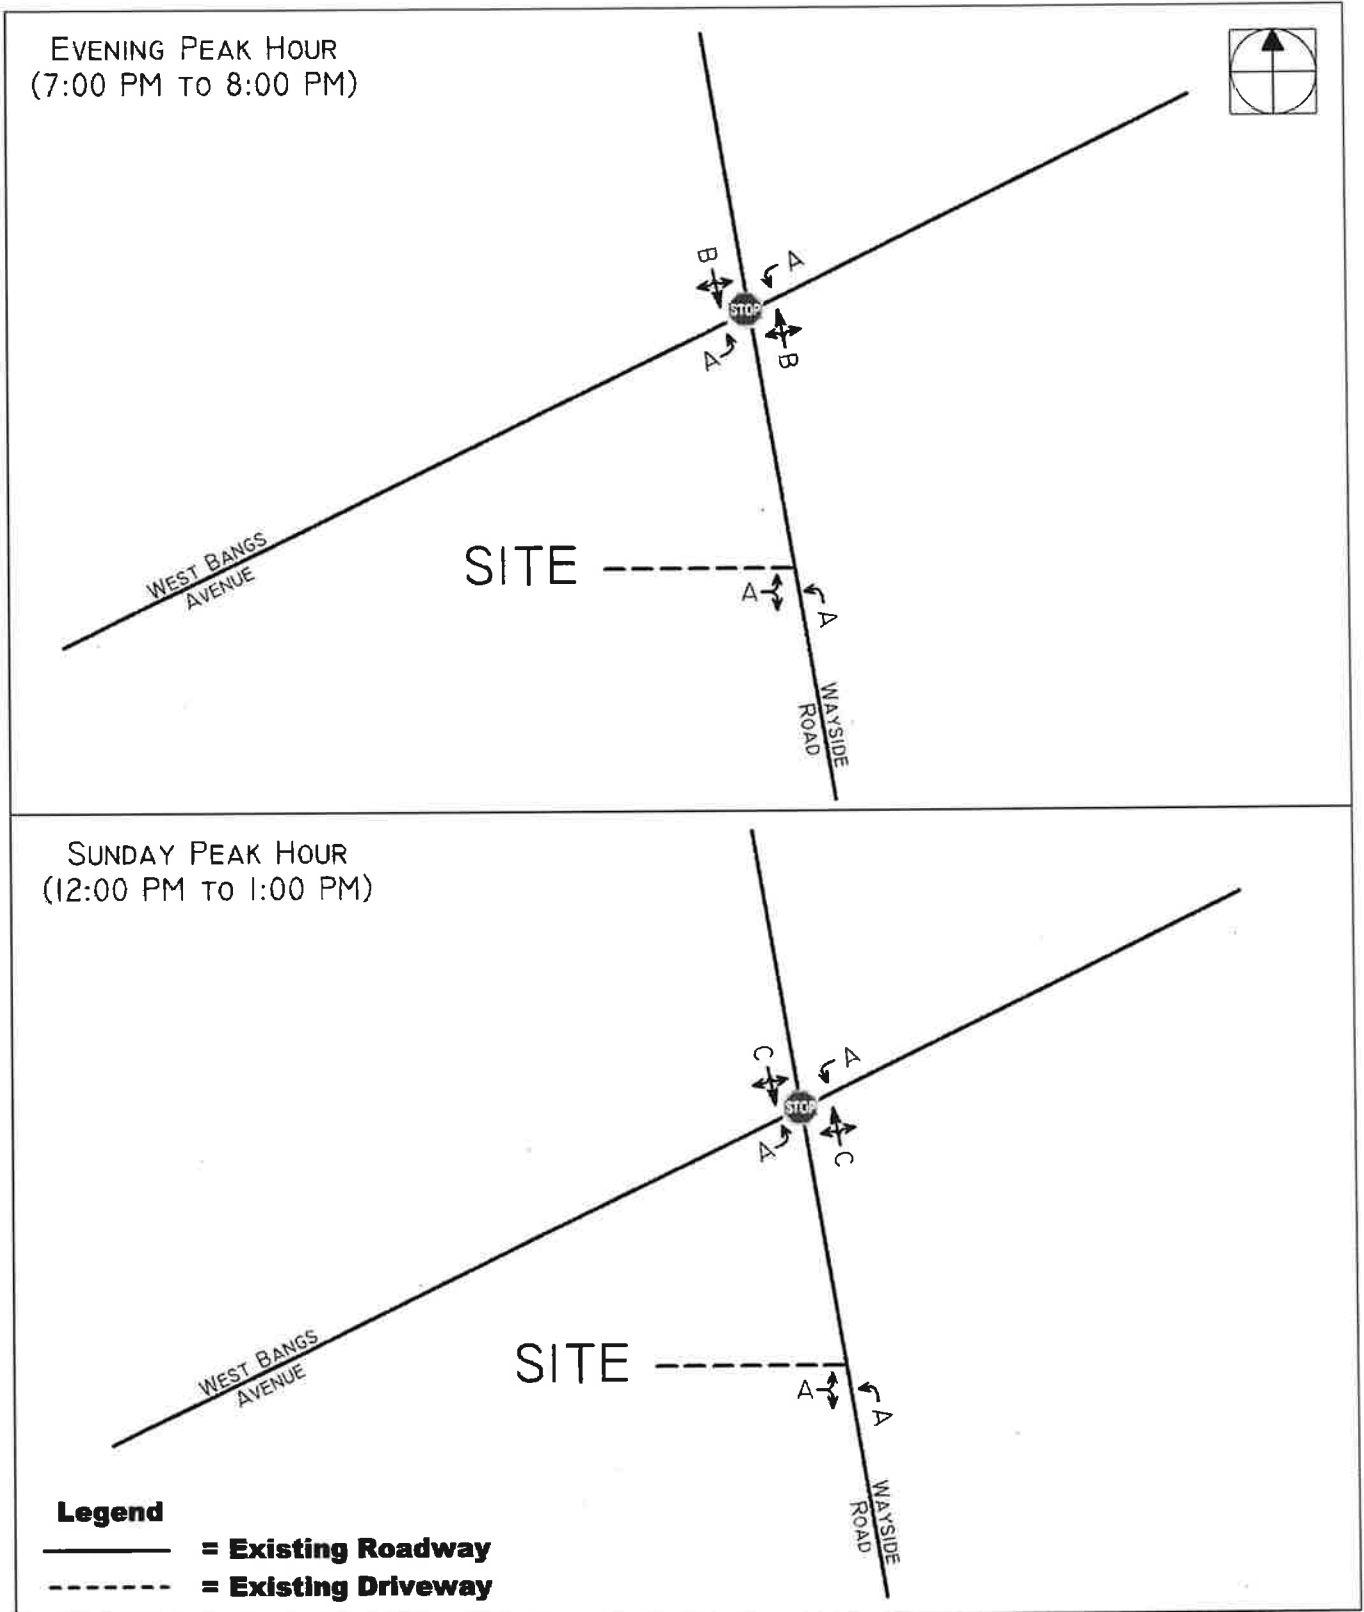 EVENING PEAK HOUR
(7:00 PM TO 8:00 PM)
B
A
STOP
A
B
WEST BANGS
AVENUE
SITE
A
A
WAYSIDE
ROAD
SUNDAY PEAK HOUR
(12:00 PM TO 1:00 PM)
C
A
STOP
A
C
WEST BANGS
AVENUE
SITE
A
A
WAYSIDE
ROAD
Legend
= Existing Roadway
= Existing Driveway